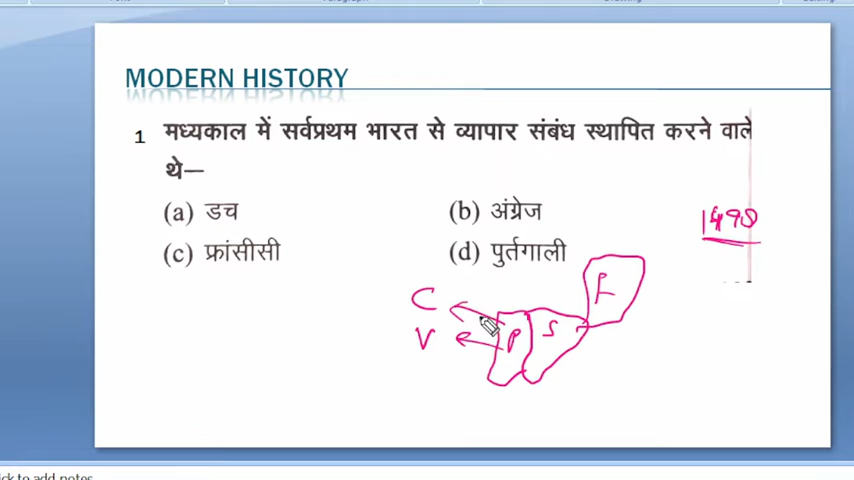 MODERN HISTORY
1 मध्यकाल में सर्वप्रथम भारत से व्यापार संबंध स्थापित करने वाले
थे—
(a) डच (b) अंग्रेज
1498
(c) फ्रांसीसी (d) पुर्तगाली
F
C
V P S
ick to add notes